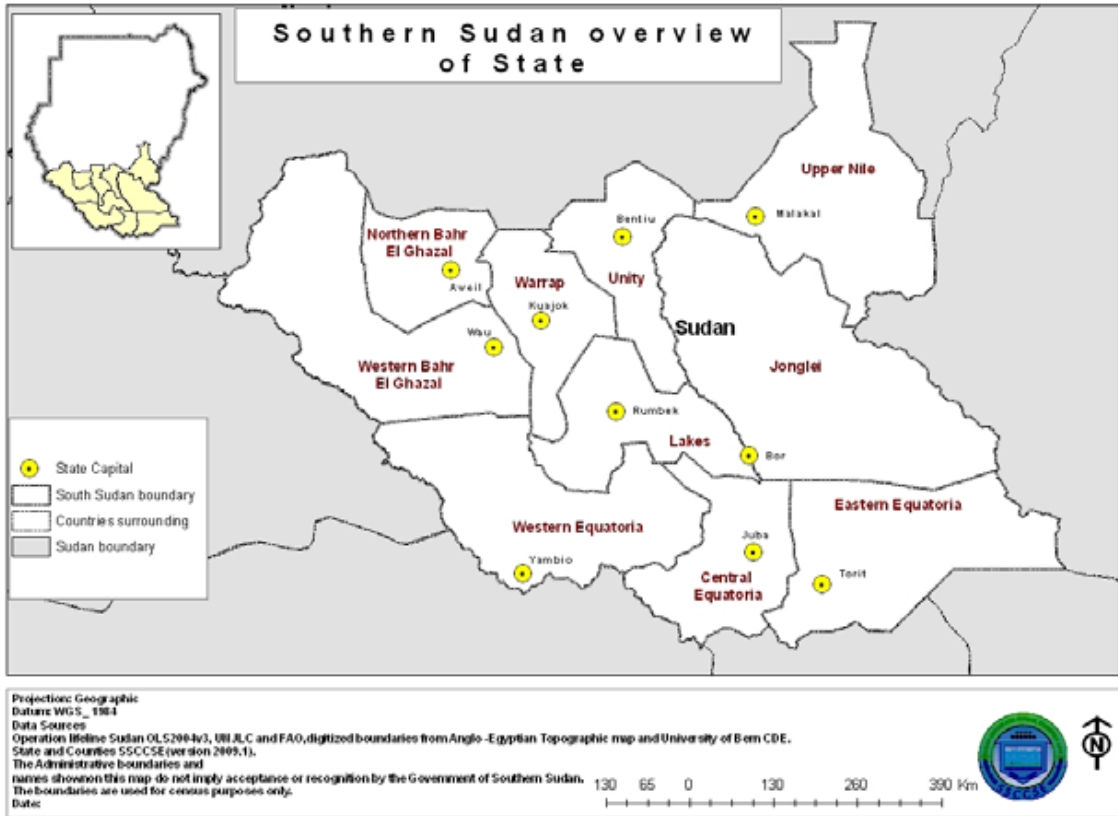 Southern Sudan overview
of State
Upper Nile
Malakal
Bentiu
Northern Bahr
El Ghazal
Aweil
Warrap
Unity
Kuajok
Sudan
Wau
Western Bahr
El Ghazal
Jonglei
Rumbek
Lakes
Bor
State Capital
South Sudan boundary
Countries surrounding
Sudan boundary
Eastern Equatoria
Western Equatoria
Juba
Yambio
Central
Equatoria
Torit
Projection: Geographic
Datum: WGS_ 1984
Data Sources
Operation lifeline Sudan OLS2004v3, UNJLC and FAO,digitized boundaries from Anglo -Egyptian Topographic map and University of Bern CDE.
State and Counties SSCCSE(version 2009.1).
The Administrative boundaries and
names shownon this map do not imply acceptance or recognition by the Government of Southern Sudan.
The boundaries are used for census purposes only.
Date:
130 65 0 130 260 390 Km
SSCCSE
N